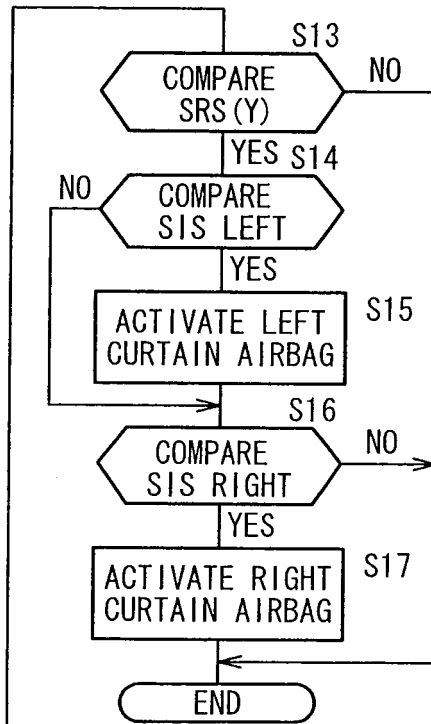 S13
COMPARE
SRS(Y)
NO
YES
S14
NO
COMPARE
SIS LEFT
YES
S15
ACTIVATE LEFT
CURTAIN AIRBAG
S16
COMPARE
SIS RIGHT
NO
YES
S17
ACTIVATE RIGHT
CURTAIN AIRBAG
END